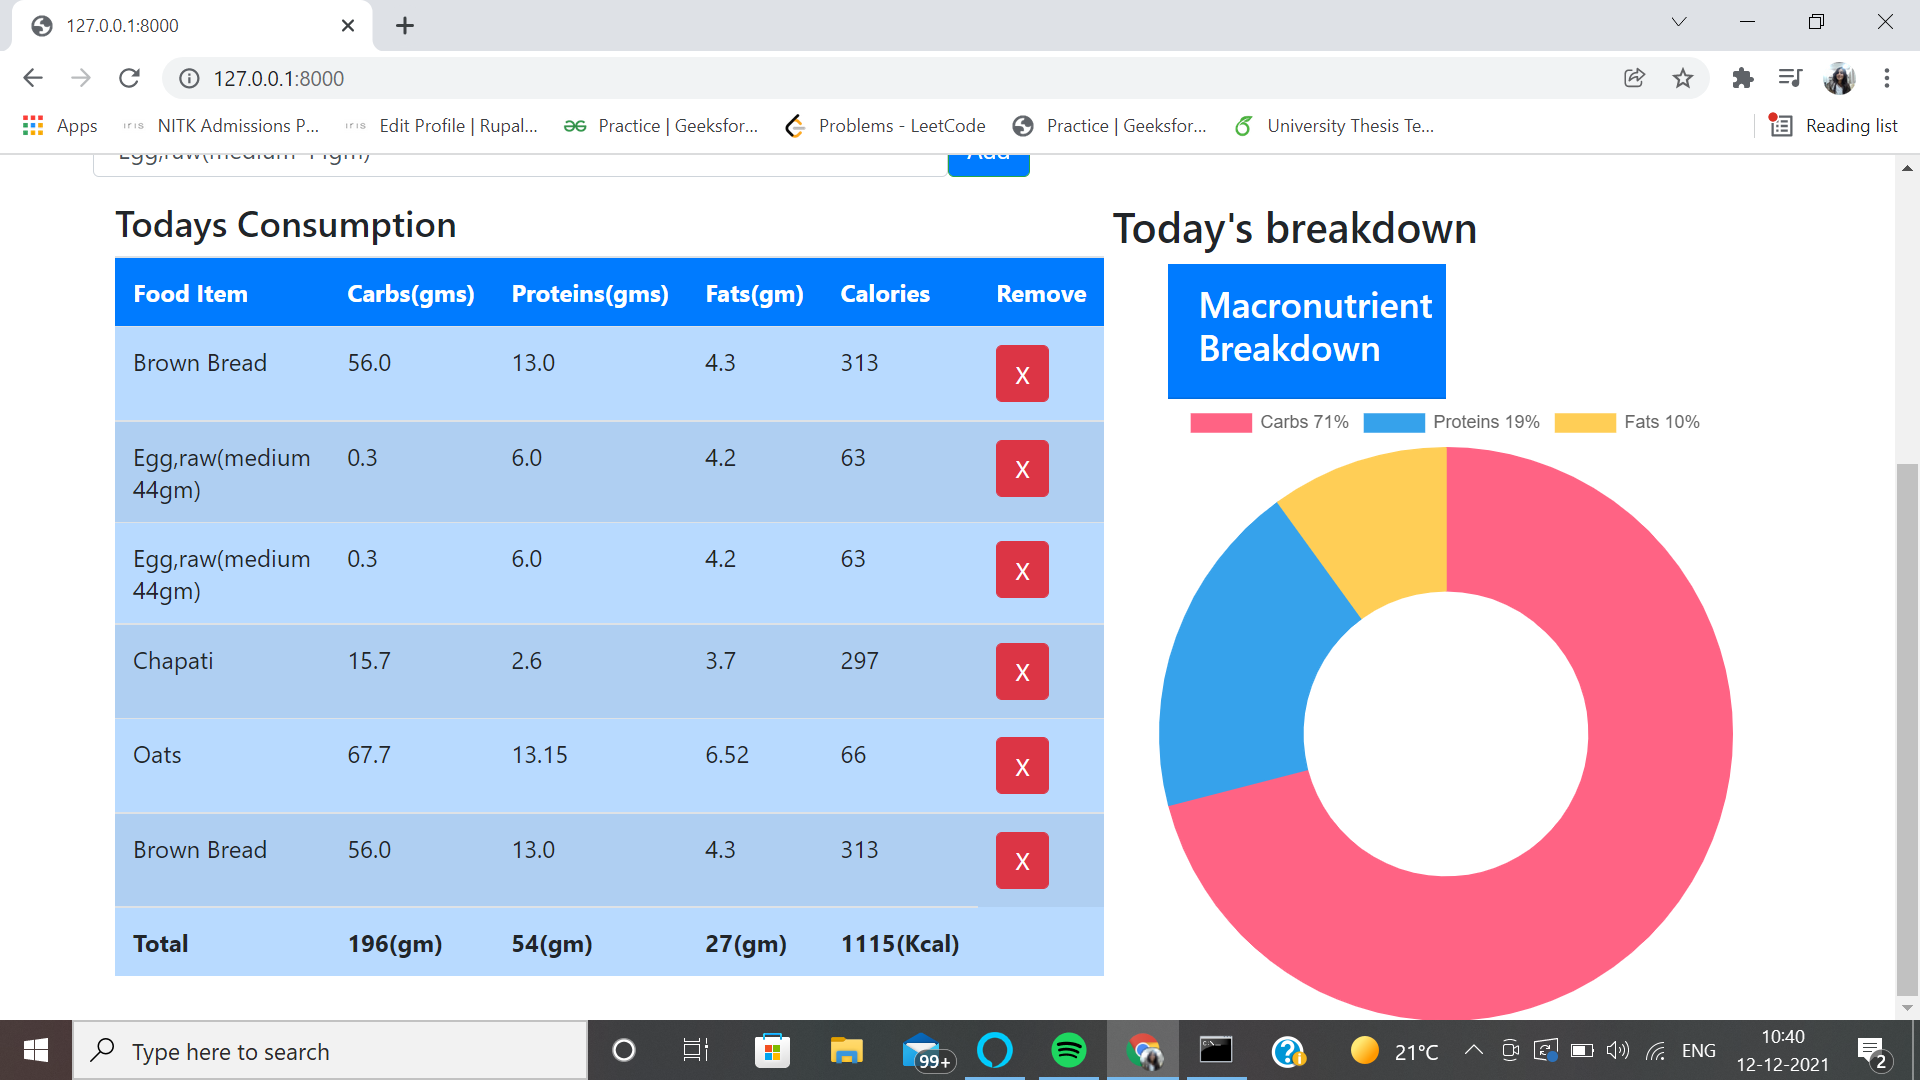 127.0.0.1:8000
127.0.0.1:8000
Apps
iris NITK Admissions P...
iris Edit Profile | Rupal...
Practice | Geeksfor...
Problems - LeetCode
Practice | Geeksfor...
University Thesis Te...
Reading list
Todays Consumption
Food Item Carbs(gms) Proteins(gms) Fats(gm) Calories Remove
Brown Bread 56.0 13.0 4.3 313 X
Egg,raw(medium 0.3 6.0 4.2 63 X
44gm)
Egg,raw(medium 0.3 6.0 4.2 63 X
44gm)
Chapati 15.7 2.6 3.7 297 X
Oats 67.7 13.15 6.52 66 X
Brown Bread 56.0 13.0 4.3 313 X
Total 196(gm) 54(gm) 27(gm) 1115(Kcal)
Today's breakdown
Macronutrient
Breakdown
Carbs 71% Proteins 19% Fats 10%
Type here to search
99+
21°C
ENG
10:40
12-12-2021
2